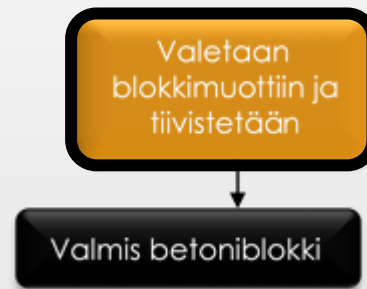 Valetaan
blokkimuottiin ja
tiivistetään
Valmis betoniblokki